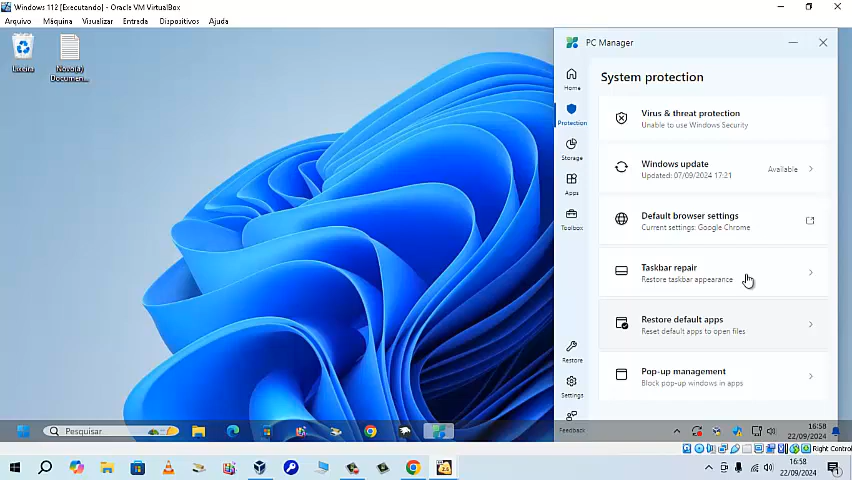 Windows 112 [Executando] - Oracle VM VirtualBox
Arquivo Máquina Visualizar Entrada Dispositivos Ajuda
Lixeira
Novo(a)
Documen...
PC Manager
System protection
Home
Protection
Storage
Apps
Toolbox
Restore
Settings
Feedback
Virus & threat protection
Unable to use Windows Security
Windows update
Updated: 07/09/2024 17:21
Available
Default browser settings
Current settings: Google Chrome
Taskbar repair
Restore taskbar appearance
Restore default apps
Reset default apps to open files
Pop-up management
Block pop-up windows in apps
Pesquisar
16:58
22/09/2024
Right Control
16:58
22/09/2024